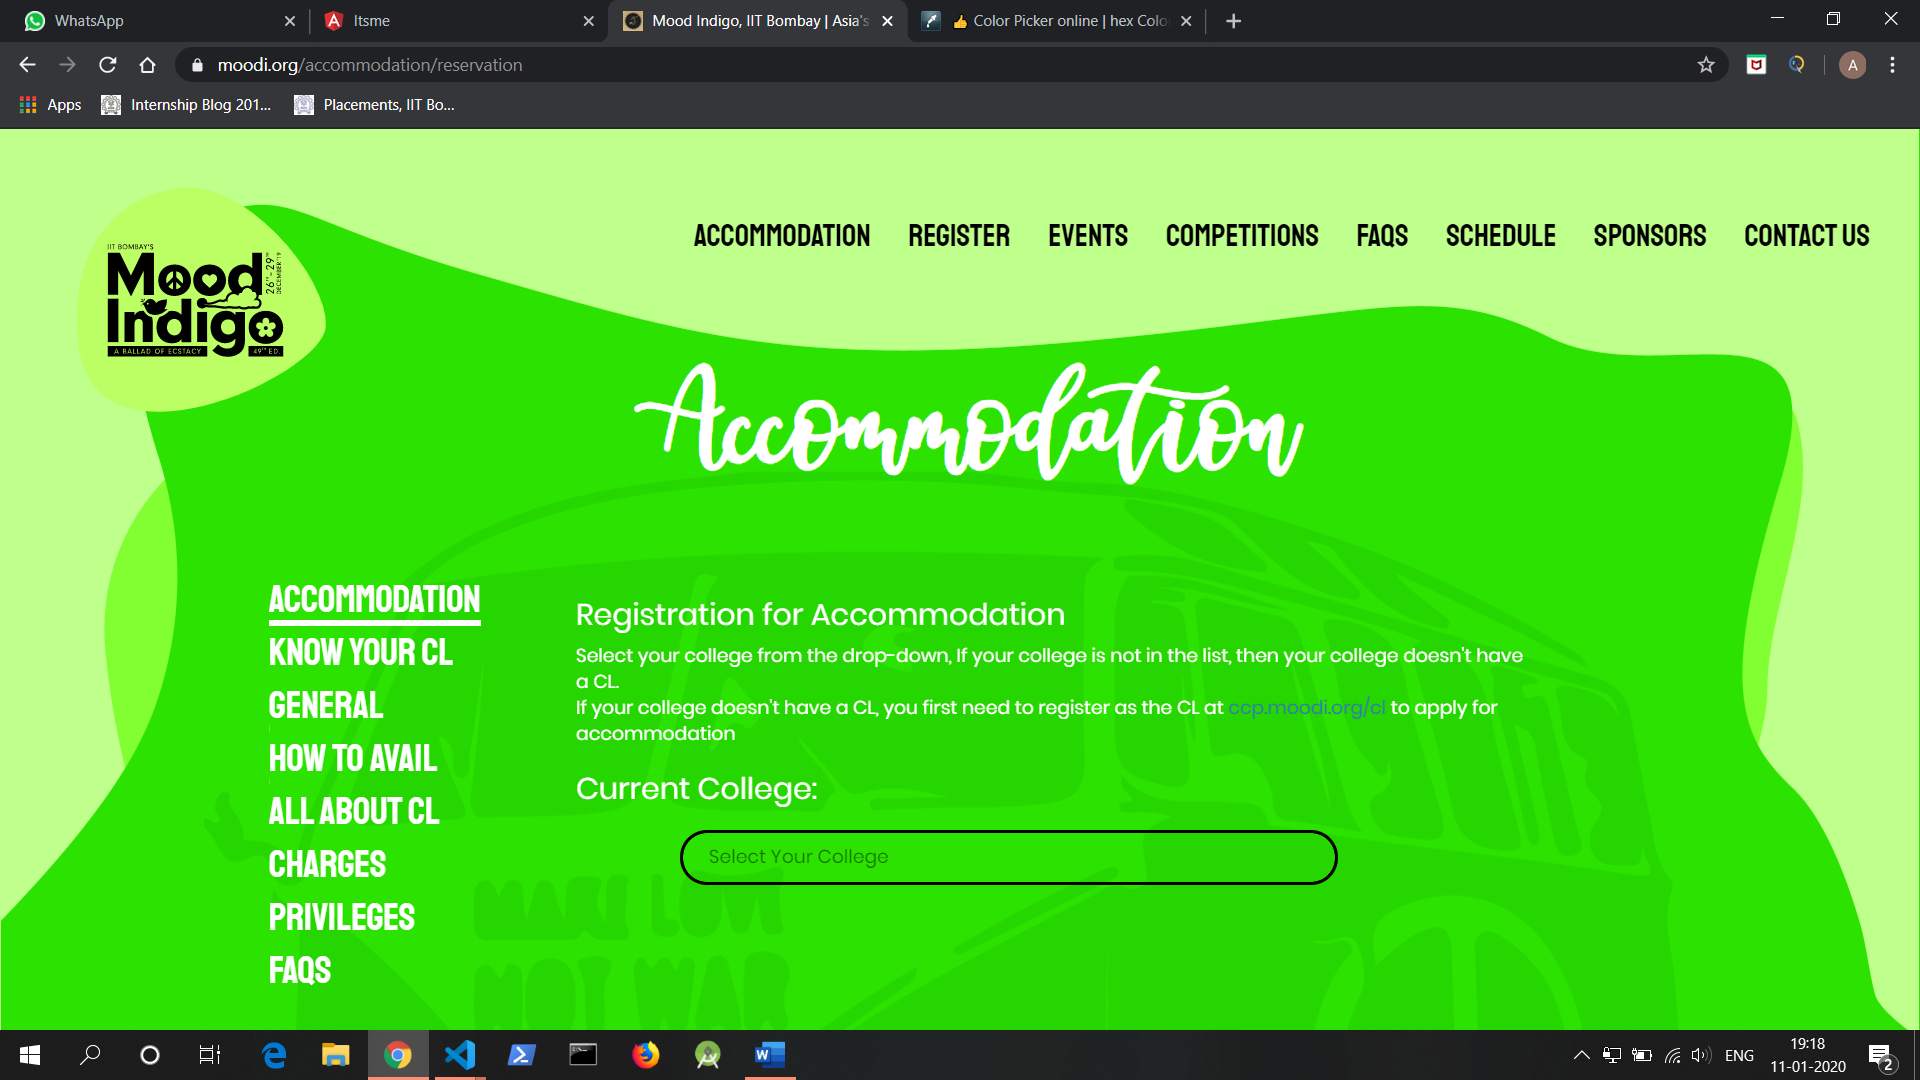 WhatsApp
Itsme
Mood Indigo, IIT Bombay | Asia's
👍 Color Picker online | hex Colo
moodi.org/accommodation/reservation
A
Apps
Internship Blog 201...
Placements, IIT Bo...
ACCOMMODATION REGISTER EVENTS COMPETITIONS FAQS SCHEDULE SPONSORS CONTACT US
IIT BOMBAY'S
Mood
Indigo
26TH-29TH
DECEMBER'19
A BALLAD OF ECSTACY
49TH ED.
Accommodation
ACCOMMODATION
KNOW YOUR CL
GENERAL
HOW TO AVAIL
ALL ABOUT CL
CHARGES
PRIVILEGES
FAQS
Registration for Accommodation
Select your college from the drop-down, If your college is not in the list, then your college doesn't have
a CL.
If your college doesn't have a CL, you first need to register as the CL at ccp.moodi.org/cl to apply for
accommodation
Current College:
Select Your College
NOT WAR
ENG
19:18
11-01-2020
2